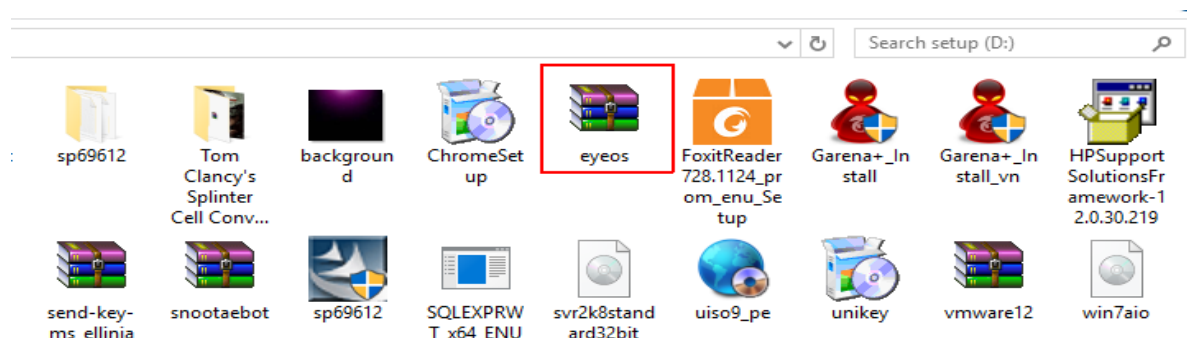 Search setup (D:)
sp69612
Tom
Clancy's
Splinter
Cell Conv...
backgroun
d
ChromeSet
up
eyeos
FoxitReader
728.1124_pr
om_enu_Se
tup
Garena+_In
stall
Garena+_In
stall_vn
HPSupport
SolutionsFr
amework-1
2.0.30.219
send-key-
ms_ellinia
snootaebot
sp69612
SQLEXPRW
T_x64_ENU
svr2k8stand
ard32bit
uiso9_pe
unikey
vmware12
win7aio